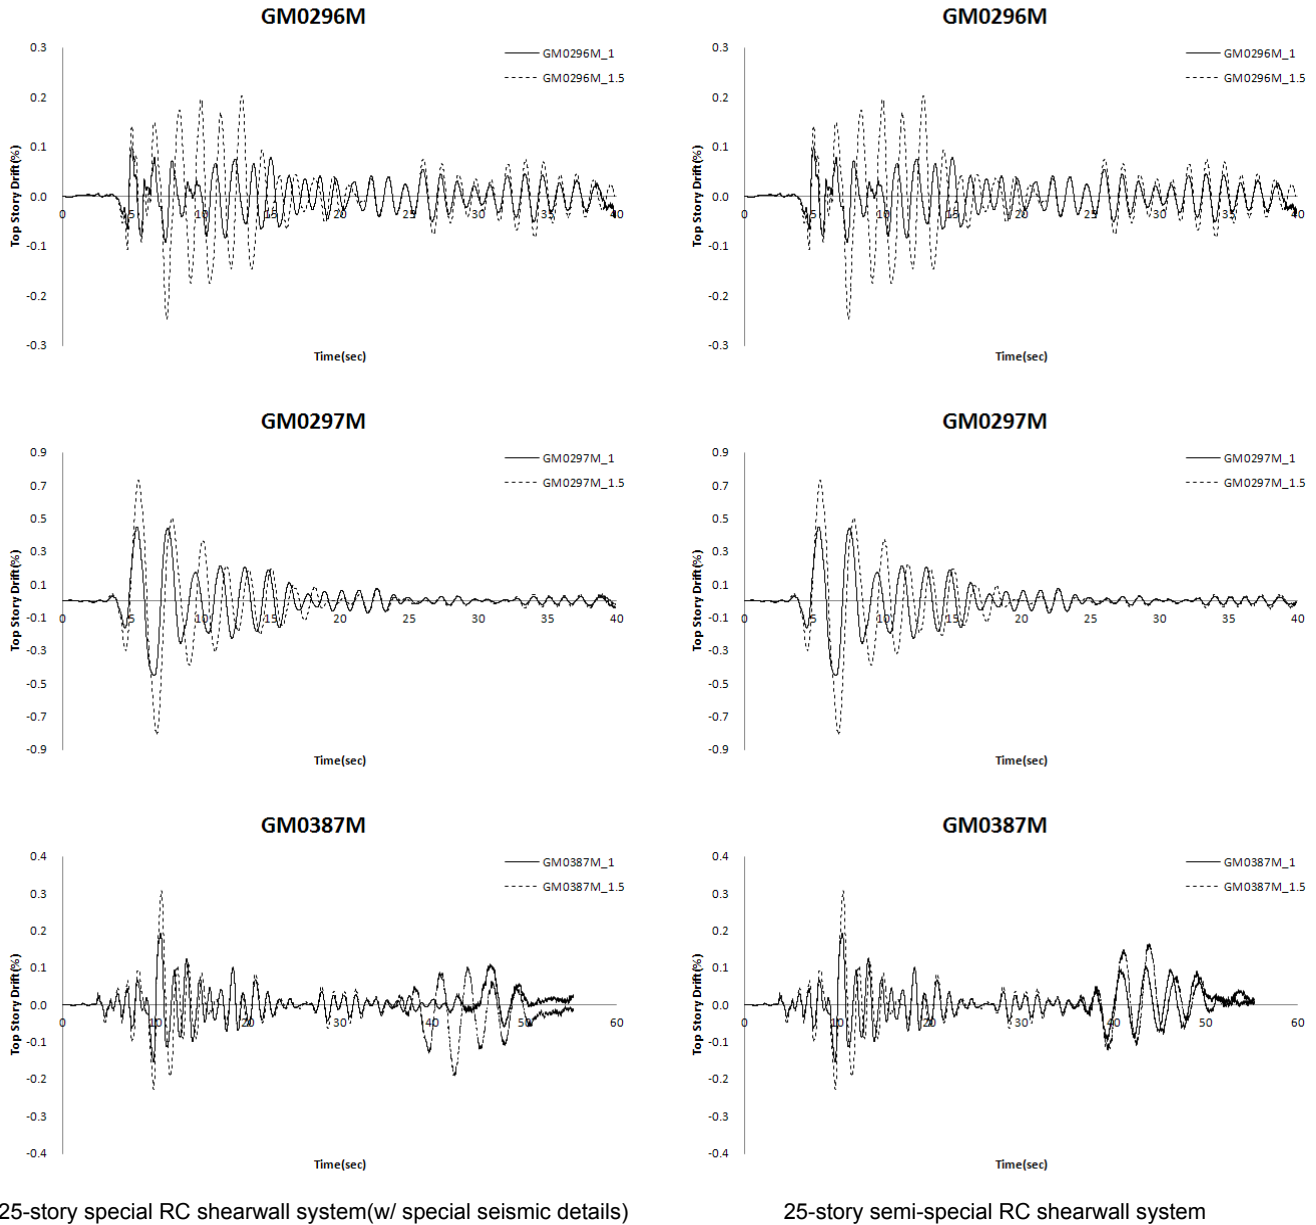 GM0296M
0.3
0.2
0.1
0.0
-0.1
-0.2
-0.3
0 5 10 15 20 25 30 35 40
Top Story Drift(%)
Time(sec)
GM0296M_1
GM0296M_1.5
GM0296M
0.3
0.2
0.1
0.0
-0.1
-0.2
-0.3
0 5 10 15 20 25 30 35 40
Top Story Drift(%)
Time(sec)
GM0296M_1
GM0296M_1.5
GM0297M
0.9
0.7
0.5
0.3
0.1
-0.1
-0.3
-0.5
-0.7
-0.9
0 5 10 15 20 25 30 35 40
Top Story Drift(%)
Time(sec)
GM0297M_1
GM0297M_1.5
GM0297M
0.9
0.7
0.5
0.3
0.1
-0.1
-0.3
-0.5
-0.7
-0.9
0 5 10 15 20 25 30 35 40
Top Story Drift(%)
Time(sec)
GM0297M_1
GM0297M_1.5
GM0387M
0.4
0.3
0.2
0.1
0.0
-0.1
-0.2
-0.3
-0.4
0 10 20 30 40 50 60
Top Story Drift(%)
Time(sec)
GM0387M_1
GM0387M_1.5
GM0387M
0.4
0.3
0.2
0.1
0.0
-0.1
-0.2
-0.3
-0.4
0 10 20 30 40 50 60
Top Story Drift(%)
Time(sec)
GM0387M_1
GM0387M_1.5
25-story special RC shearwall system(w/ special seismic details)
25-story semi-special RC shearwall system